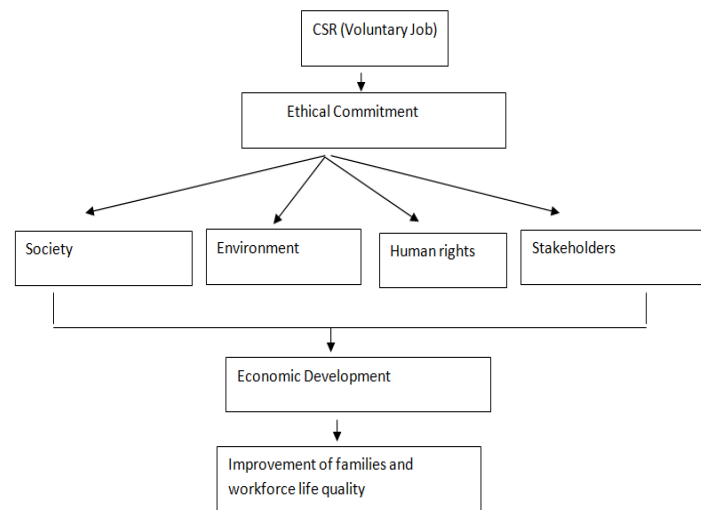 CSR (Voluntary Job)
Ethical Commitment
Society
Environment
Human rights
Stakeholders
Economic Development
Improvement of families and
workforce life quality